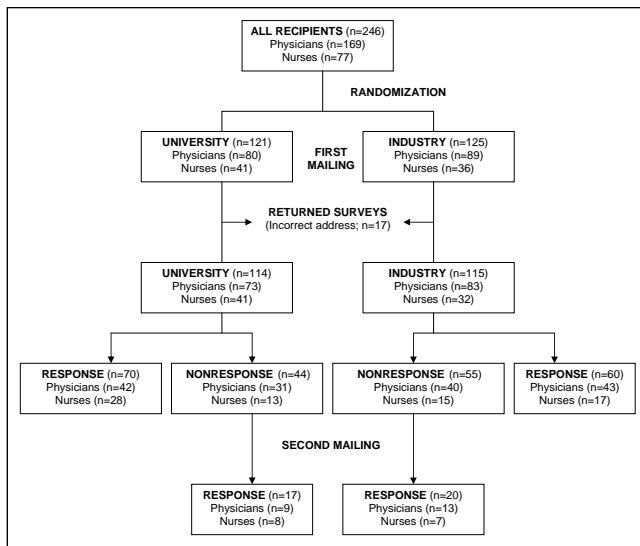 ALL RECIPIENTS (n=246)
Physicians (n=169)
Nurses (n=77)
RANDOMIZATION
UNIVERSITY (n=121)
Physicians (n=80)
Nurses (n=41)
FIRST
MAILING
INDUSTRY (n=125)
Physicians (n=89)
Nurses (n=36)
RETURNED SURVEYS
(Incorrect address; n=17)
UNIVERSITY (n=114)
Physicians (n=73)
Nurses (n=41)
INDUSTRY (n=115)
Physicians (n=83)
Nurses (n=32)
RESPONSE (n=70)
Physicians (n=42)
Nurses (n=28)
NONRESPONSE (n=44)
Physicians (n=31)
Nurses (n=13)
NONRESPONSE (n=55)
Physicians (n=40)
Nurses (n=15)
RESPONSE (n=60)
Physicians (n=43)
Nurses (n=17)
SECOND MAILING
RESPONSE (n=17)
Physicians (n=9)
Nurses (n=8)
RESPONSE (n=20)
Physicians (n=13)
Nurses (n=7)